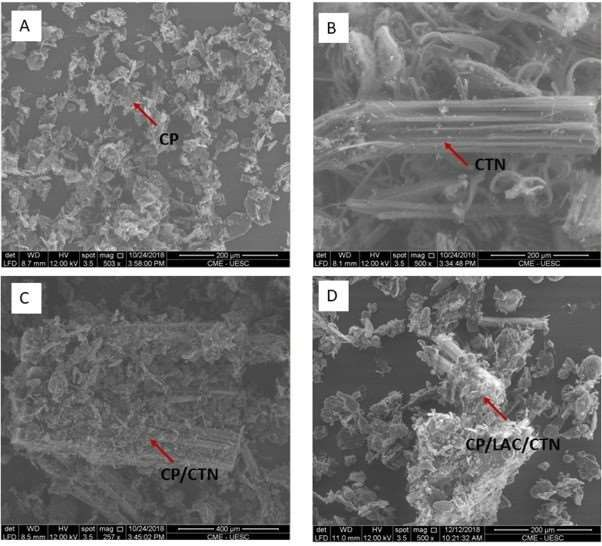 A
CP
det WD HV spot mag □ 10/24/2018 200 µm
LFD 8.7 mm 12.00 kV 3.5 503 x 3:58:00 PM CME - UESC
B
CTN
det WD HV spot mag □ 10/24/2018 200 µm
LFD 8.1 mm 12.00 kV 3.5 500 x 3:34:48 PM CME - UESC
C
CP/CTN
det WD HV spot mag □ 10/24/2018 400 µm
LFD 8.5 mm 12.00 kV 3.5 257 x 3:45:02 PM CME - UESC
D
CP/LAC/CTN
det WD HV spot mag □ 12/12/2018 200 µm
LFD 11.0 mm 12.00 kV 3.5 500 x 10:21:32 AM CME - UESC